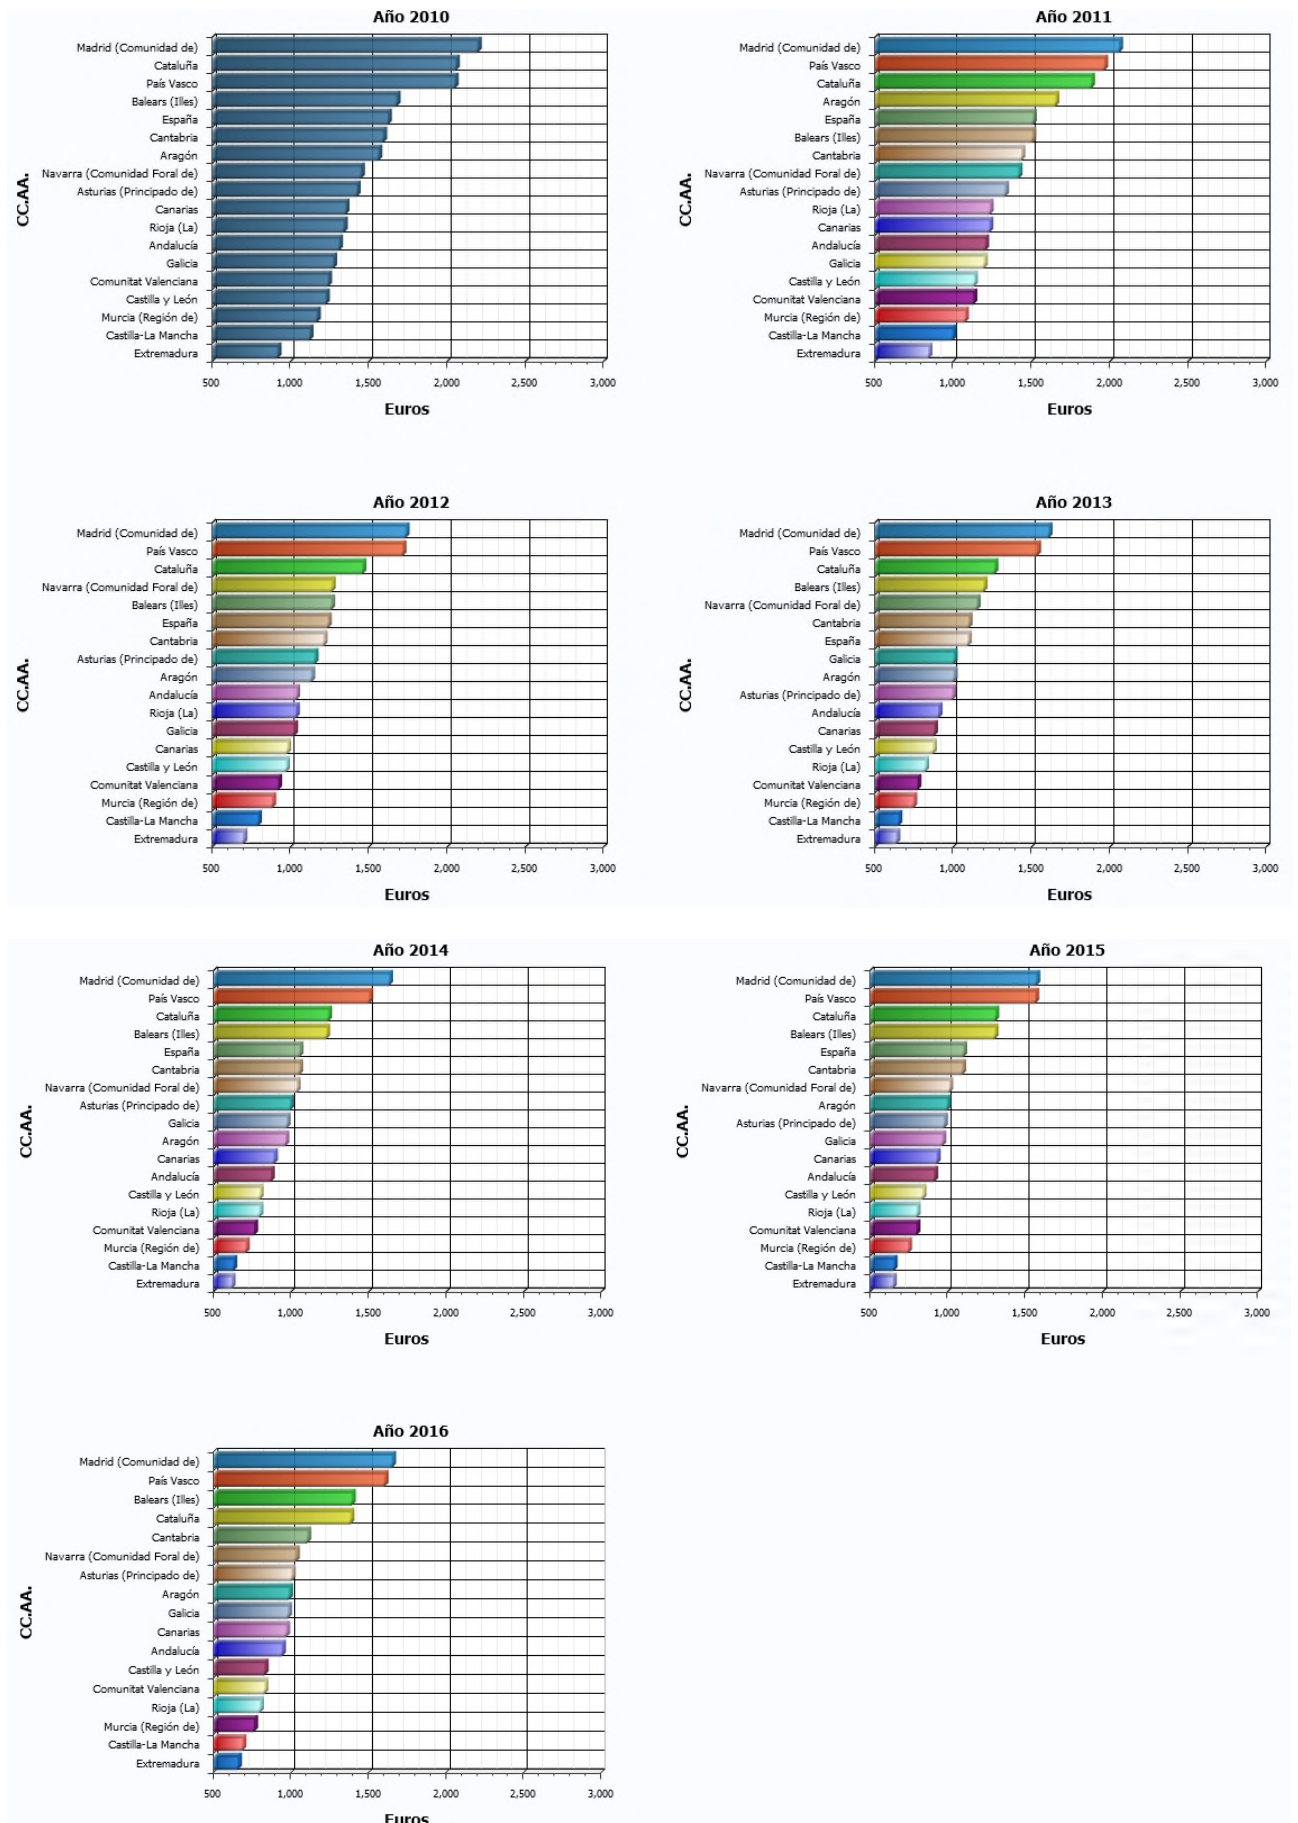 Año 2010
CC.AA.
Madrid (Comunidad de)
Cataluña
País Vasco
Balears (Illes)
España
Cantabria
Aragón
Navarra (Comunidad Foral de)
Asturias (Principado de)
Canarias
Rioja (La)
Andalucía
Galicia
Comunitat Valenciana
Castilla y León
Murcia (Región de)
Castilla-La Mancha
Extremadura
500 1,000 1,500 2,000 2,500 3,000
Euros
Año 2011
CC.AA.
Madrid (Comunidad de)
País Vasco
Cataluña
Aragón
España
Balears (Illes)
Cantabria
Navarra (Comunidad Foral de)
Asturias (Principado de)
Rioja (La)
Canarias
Andalucía
Galicia
Castilla y León
Comunitat Valenciana
Murcia (Región de)
Castilla-La Mancha
Extremadura
500 1,000 1,500 2,000 2,500 3,000
Euros
Año 2012
CC.AA.
Madrid (Comunidad de)
País Vasco
Cataluña
Navarra (Comunidad Foral de)
Balears (Illes)
España
Cantabria
Asturias (Principado de)
Aragón
Andalucía
Rioja (La)
Galicia
Canarias
Castilla y León
Comunitat Valenciana
Murcia (Región de)
Castilla-La Mancha
Extremadura
500 1,000 1,500 2,000 2,500 3,000
Euros
Año 2013
CC.AA.
Madrid (Comunidad de)
País Vasco
Cataluña
Balears (Illes)
Navarra (Comunidad Foral de)
Cantabria
España
Galicia
Aragón
Asturias (Principado de)
Andalucía
Canarias
Castilla y León
Rioja (La)
Comunitat Valenciana
Murcia (Región de)
Castilla-La Mancha
Extremadura
500 1,000 1,500 2,000 2,500 3,000
Euros
Año 2014
CC.AA.
Madrid (Comunidad de)
País Vasco
Cataluña
Balears (Illes)
España
Cantabria
Navarra (Comunidad Foral de)
Asturias (Principado de)
Galicia
Aragón
Canarias
Andalucía
Castilla y León
Rioja (La)
Comunitat Valenciana
Murcia (Región de)
Castilla-La Mancha
Extremadura
500 1,000 1,500 2,000 2,500 3,000
Euros
Año 2015
CC.AA.
Madrid (Comunidad de)
País Vasco
Cataluña
Balears (Illes)
España
Cantabria
Navarra (Comunidad Foral de)
Aragón
Asturias (Principado de)
Galicia
Canarias
Andalucía
Castilla y León
Rioja (La)
Comunitat Valenciana
Murcia (Región de)
Castilla-La Mancha
Extremadura
500 1,000 1,500 2,000 2,500 3,000
Euros
Año 2016
CC.AA.
Madrid (Comunidad de)
País Vasco
Balears (Illes)
Cataluña
Cantabria
Navarra (Comunidad Foral de)
Asturias (Principado de)
Aragón
Galicia
Canarias
Andalucía
Castilla y León
Comunitat Valenciana
Rioja (La)
Murcia (Región de)
Castilla-La Mancha
Extremadura
500 1,000 1,500 2,000 2,500 3,000
Euros